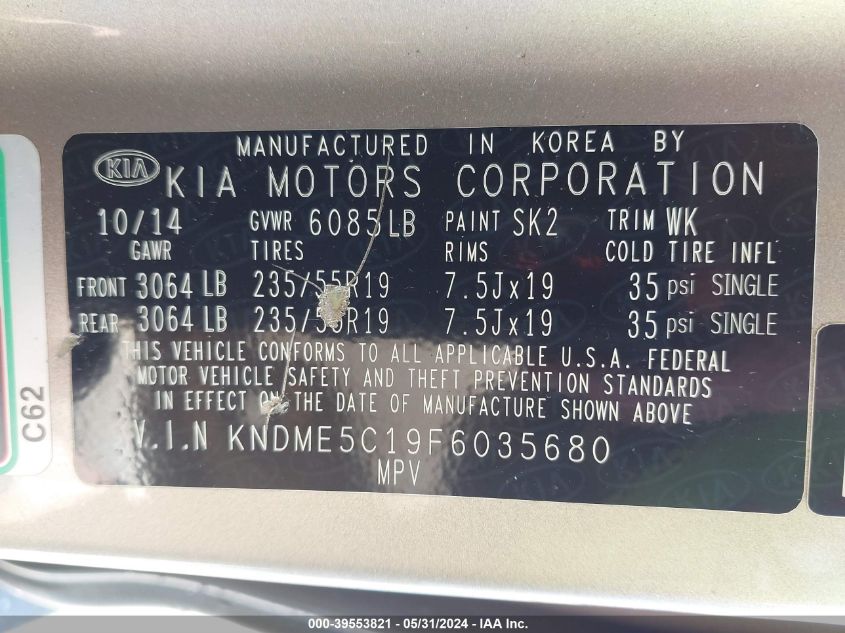 MANUFACTURED IN KOREA BY
KIA KIA MOTORS CORPORATION
10/14 GVWR 6085LB PAINT SK2 TRIM WK
GAWR TIRES RIMS COLD TIRE INFL
FRONT 3064 LB 235/55R19 7.5Jx19 35 psi SINGLE
REAR 3064 LB 235/55R19 7.5Jx19 35 psi SINGLE
THIS VEHICLE CONFORMS TO ALL APPLICABLE U.S.A. FEDERAL
MOTOR VEHICLE SAFETY AND THEFT PREVENTION STANDARDS
IN EFFECT ON THE DATE OF MANUFACTURE SHOWN ABOVE
V.I.N KNDME5C19F6035680
MPV
C62
000-39553821 - 05/31/2024 - IAA Inc.